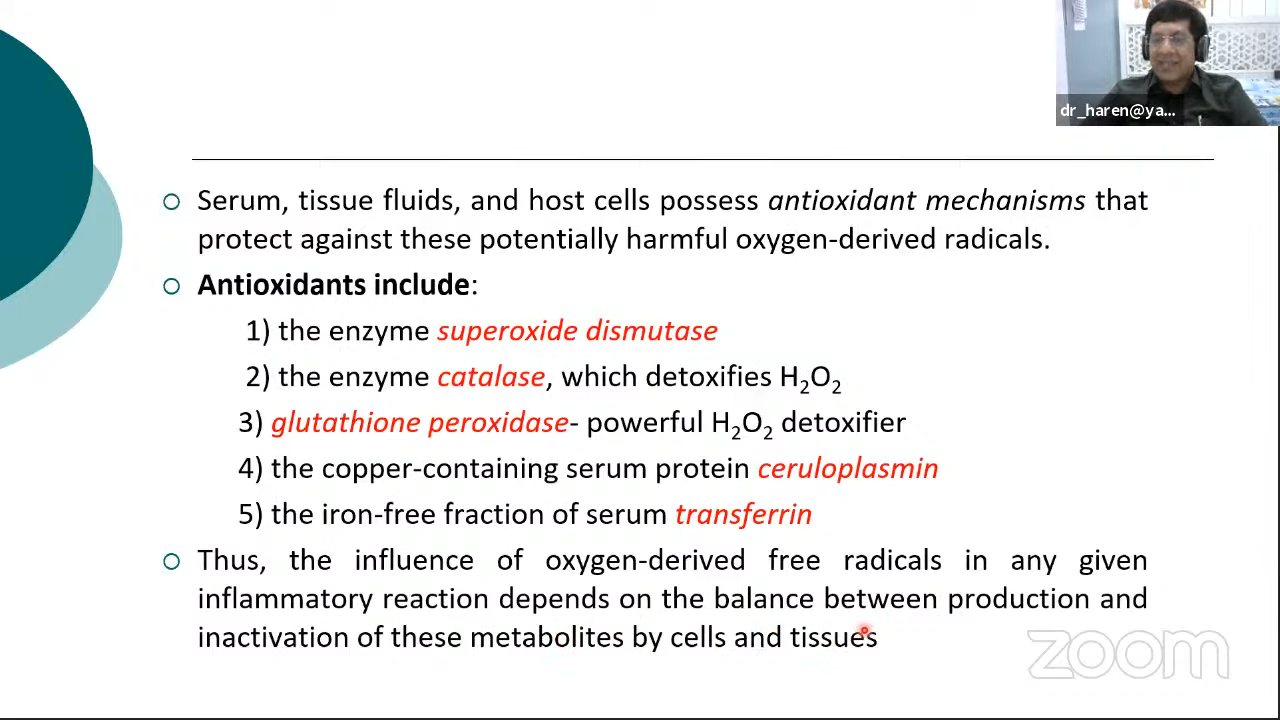 dr_haren@ya...
Serum, tissue fluids, and host cells possess antioxidant mechanisms that
protect against these potentially harmful oxygen-derived radicals.
Antioxidants include:
1) the enzyme superoxide dismutase
2) the enzyme catalase, which detoxifies H₂O₂
3) glutathione peroxidase- powerful H₂O₂ detoxifier
4) the copper-containing serum protein ceruloplasmin
5) the iron-free fraction of serum transferrin
Thus, the influence of oxygen-derived free radicals in any given
inflammatory reaction depends on the balance between production and
inactivation of these metabolites by cells and tissues
zoom